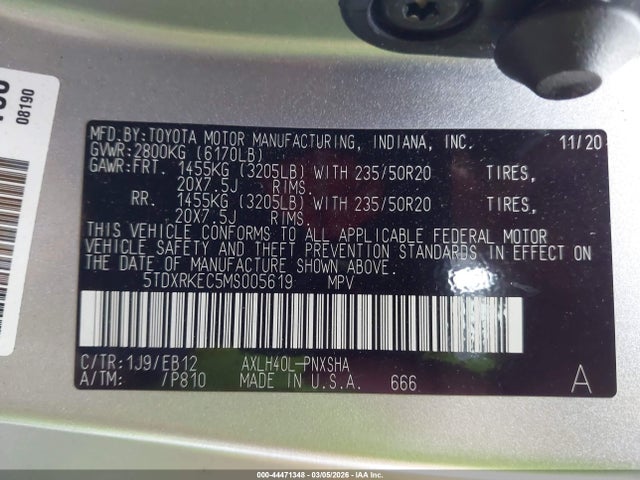 08190
MFD.BY:TOYOTA MOTOR MANUFACTURING, INDIANA, INC. 11/20
GVWR:2800KG (6170LB)
GAWR:FRT. 1455KG (3205LB) WITH 235/50R20 TIRES,
20X7.5J RIMS.
RR. 1455KG (3205LB) WITH 235/50R20 TIRES,
20X7.5J RIMS.
THIS VEHICLE CONFORMS TO ALL APPLICABLE FEDERAL MOTOR
VEHICLE SAFETY AND THEFT PREVENTION STANDARDS IN EFFECT ON
THE DATE OF MANUFACTURE SHOWN ABOVE.
5TDXRKEC5MS005619 MPV
C/TR:1J9/EB12 AXLH40L-PNXSHA
A/TM: /P810 MADE IN U.S.A. 666 A
000-44471348 - 03/05/2026 - IAA Inc.